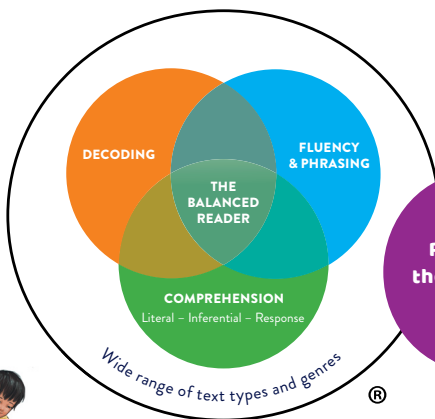 DECODING
FLUENCY
& PHRASING
THE
BALANCED
READER
COMPREHENSION
Literal – Inferential – Response
Wide range of text types and genres
®